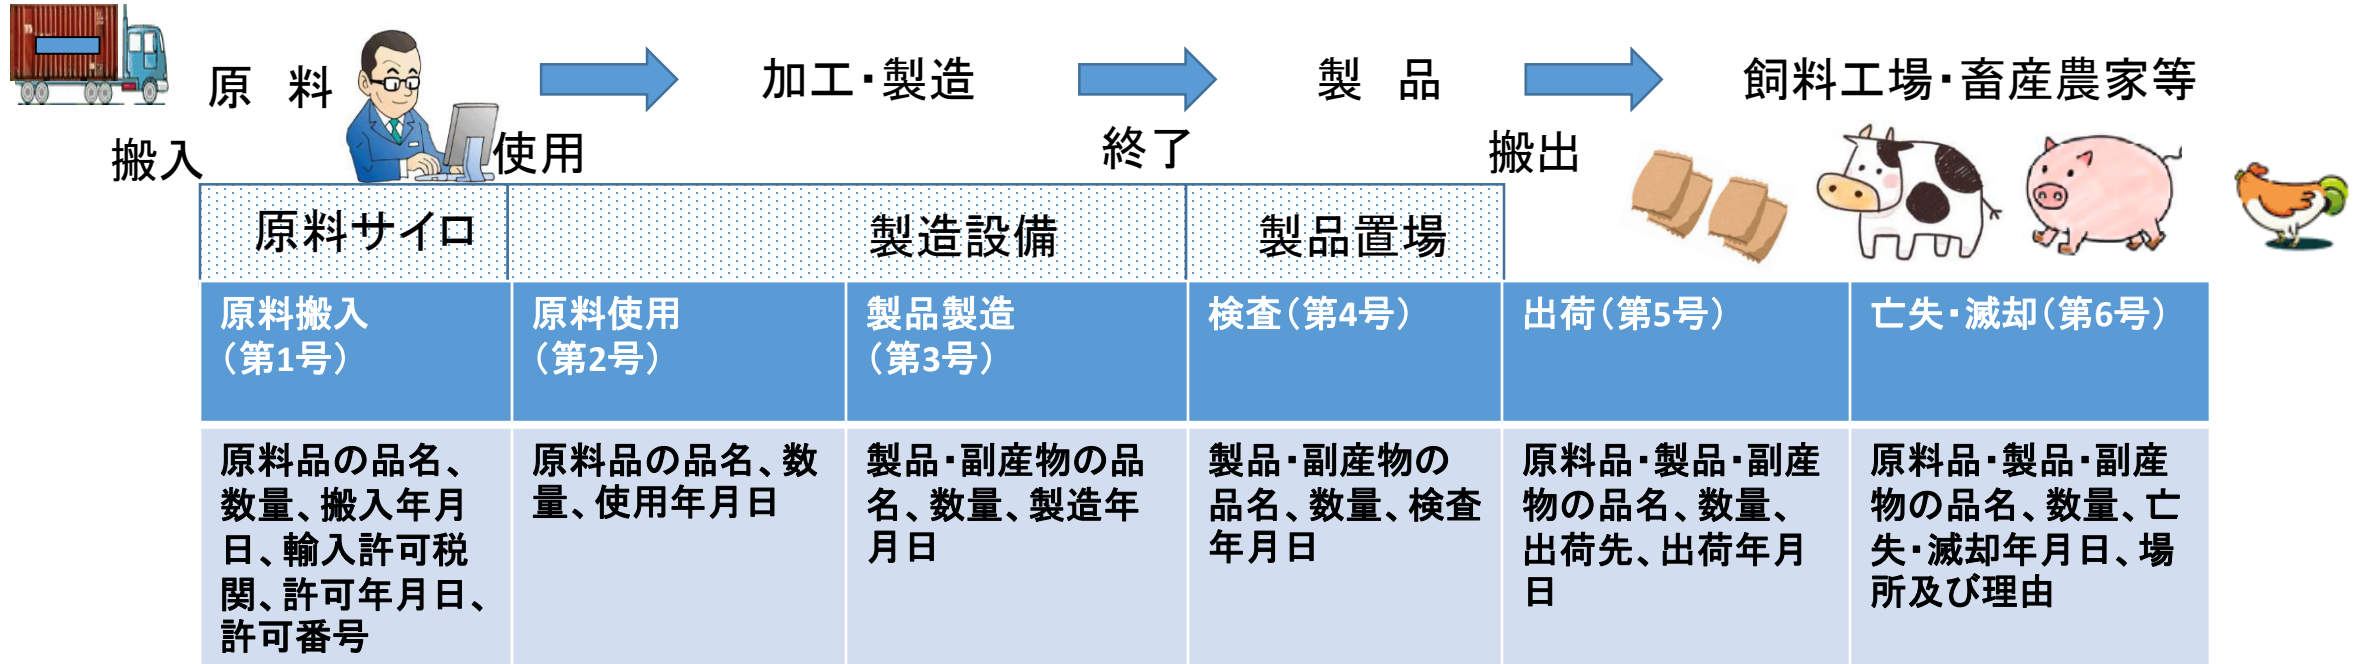 原　料
加工・製造
製　品
飼料工場・畜産農家等
搬入
使用
終了
搬出
原料サイロ
製造設備
製品置場
原料搬入
（第1号）
原料使用
（第2号）
製品製造
（第3号）
検査（第4号）
出荷（第5号）
亡失・滅却（第6号）
原料品の品名、
数量、搬入年月
日、輸入許可税
関、許可年月日、
許可番号
原料品の品名、数
量、使用年月日
製品・副産物の品
名、数量、製造年
月日
製品・副産物の
品名、数量、検査
年月日
原料品・製品・副産
物の品名、数量、
出荷先、出荷年月
日
原料品・製品・副産
物の品名、数量、亡
失・滅却年月日、場
所及び理由